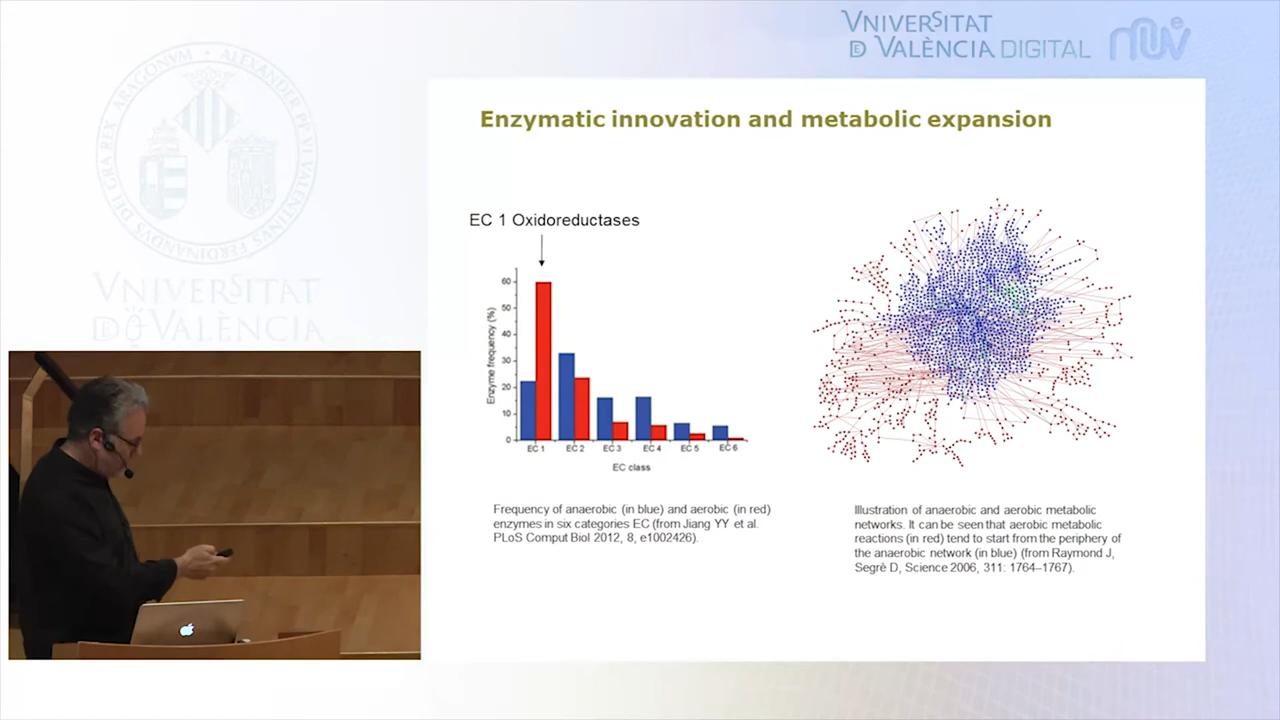 VNIVERSITAT
DE VALÈNCIA DIGITAL
VNIVERSITAT
DE VALÈNCIA
Enzymatic innovation and metabolic expansion
EC 1 Oxidoreductases
Enzyme frequency (%)
60
50
40
30
20
10
0
EC 1 EC 2 EC 3 EC 4 EC 5 EC 6
EC class
Frequency of anaerobic (in blue) and aerobic (in red)
enzymes in six categories EC (from Jiang YY et al.
PLoS Comput Biol 2012, 8, e1002426).
Illustration of anaerobic and aerobic metabolic
networks. It can be seen that aerobic metabolic
reactions (in red) tend to start from the periphery of
the anaerobic network (in blue) (from Raymond J,
Segrè D, Science 2006, 311: 1764–1767).